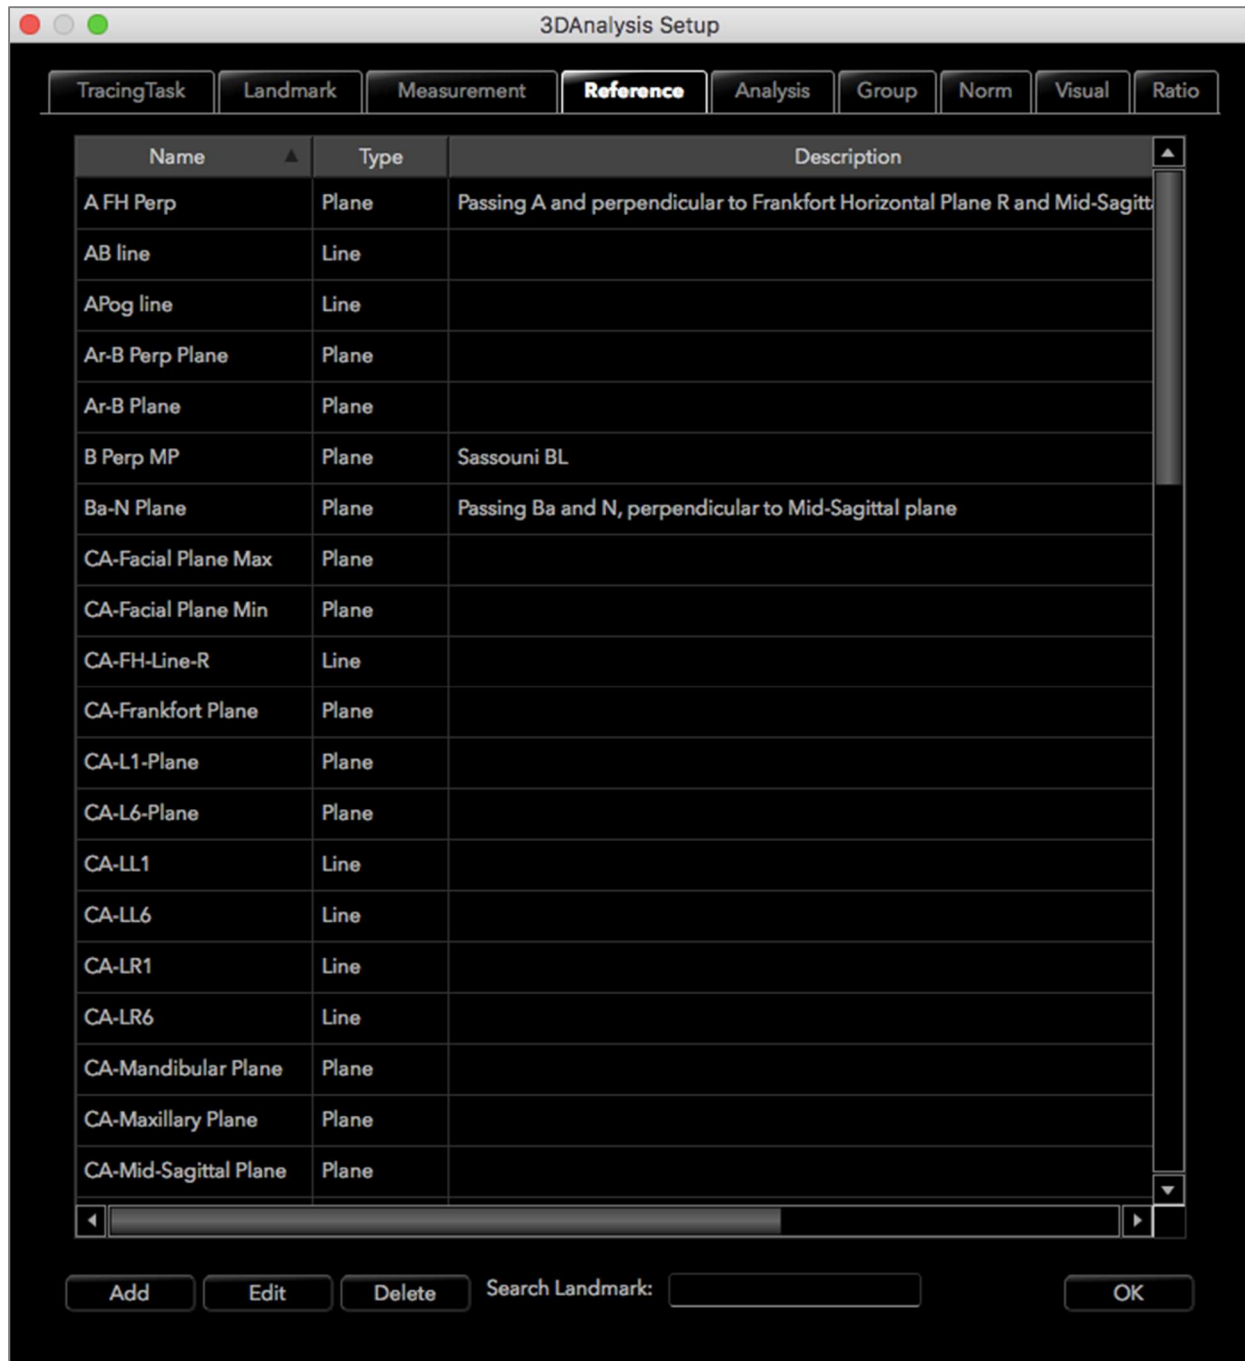 3DAnalysis Setup
TracingTask Landmark Measurement Reference Analysis Group Norm Visual Ratio
Name Type Description
A FH Perp Plane Passing A and perpendicular to Frankfort Horizontal Plane R and Mid-Sagitt
AB line Line
APog line Line
Ar-B Perp Plane Plane
Ar-B Plane Plane
B Perp MP Plane Sassouni BL
Ba-N Plane Plane Passing Ba and N, perpendicular to Mid-Sagittal plane
CA-Facial Plane Max Plane
CA-Facial Plane Min Plane
CA-FH-Line-R Line
CA-Frankfort Plane Plane
CA-L1-Plane Plane
CA-L6-Plane Plane
CA-LL1 Line
CA-LL6 Line
CA-LR1 Line
CA-LR6 Line
CA-Mandibular Plane Plane
CA-Maxillary Plane Plane
CA-Mid-Sagittal Plane Plane
Add Edit Delete Search Landmark: OK